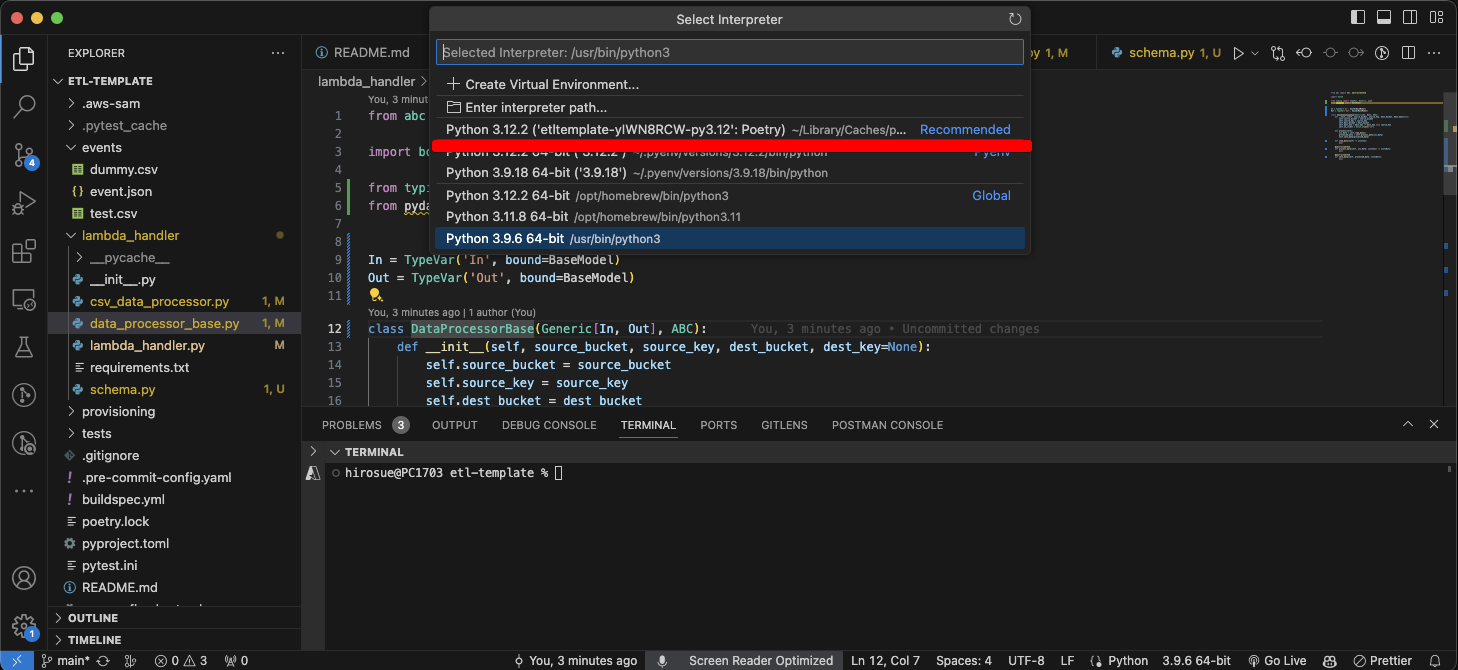 Select Interpreter
Selected Interpreter: /usr/bin/python3
Create Virtual Environment...
Enter interpreter path...
Python 3.12.2 ('etltemplate-yIWN8RCW-py3.12': Poetry) ~/Library/Caches/p... Recommended
Python 3.12.2 64-bit ('3.12.2') ~/.pyenv/versions/3.12.2/bin/python Pyenv
Python 3.9.18 64-bit ('3.9.18') ~/.pyenv/versions/3.9.18/bin/python
Python 3.12.2 64-bit /opt/homebrew/bin/python3 Global
Python 3.11.8 64-bit /opt/homebrew/bin/python3.11
Python 3.9.6 64-bit /usr/bin/python3
EXPLORER
ETL-TEMPLATE
.aws-sam
.pytest_cache
events
dummy.csv
{} event.json
test.csv
lambda_handler
__pycache__
__init__.py
csv_data_processor.py 1, M
data_processor_base.py 1, M
lambda_handler.py M
requirements.txt
schema.py 1, U
provisioning
tests
.gitignore
! .pre-commit-config.yaml
! buildspec.yml
poetry.lock
pyproject.toml
pytest.ini
README.md
OUTLINE
TIMELINE
4
1
README.md
py 1, M
schema.py 1, U
lambda_handler >
You, 3 minut
1 from abc
2
3 import bo
4
5 from typi
6 from pyda
7
8
9 In = TypeVar('In', bound=BaseModel)
10 Out = TypeVar('Out', bound=BaseModel)
11
You, 3 minutes ago | 1 author (You)
12 class DataProcessorBase(Generic[In, Out], ABC): You, 3 minutes ago • Uncommitted changes
13 def __init__(self, source_bucket, source_key, dest_bucket, dest_key=None):
14 self.source_bucket = source_bucket
15 self.source_key = source_key
16 self.dest_bucket = dest_bucket
PROBLEMS 3 OUTPUT DEBUG CONSOLE TERMINAL PORTS GITLENS POSTMAN CONSOLE
TERMINAL
hirosue@PC1703 etl-template %
main* 0 3 0 You, 3 minutes ago Screen Reader Optimized Ln 12, Col 7 Spaces: 4 UTF-8 LF Python 3.9.6 64-bit Go Live Prettier